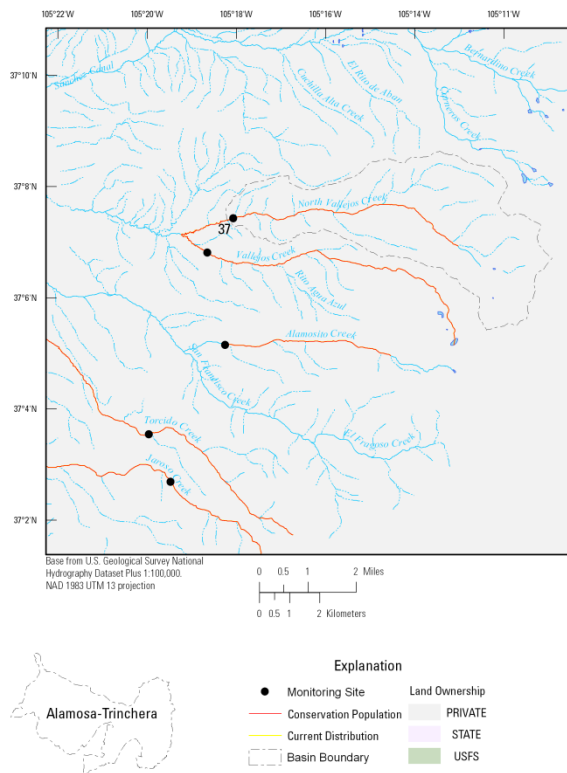 105°22'W 105°20'W 105°18'W 105°16'W 105°14'W 105°11'W
37°10'N
Sanchez Canal
Cuchilla Alta Creek
El Rito de Aban
Bernardino Creek
Carneros Creek
37°8'N
North Vallejos Creek
37
Vallejos Creek
Rito Agua Azul
37°6'N
Alamosito Creek
San Francisco Creek
37°4'N
Torcido Creek
El Fragoso Creek
Jaroso Creek
37°2'N
Base from U.S. Geological Survey National
Hydrography Dataset Plus 1:100,000.
NAD 1983 UTM 13 projection
0 0.5 1 2 Miles
0 0.5 1 2 Kilometers
Explanation
Alamosa-Trinchera
Monitoring Site
Conservation Population
Current Distribution
Basin Boundary
Land Ownership
PRIVATE
STATE
USFS